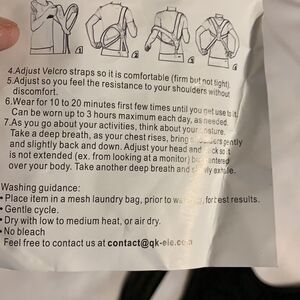 4.Adjust Velcro straps so it is comfortable (firm but not tight).
5.Adjust so you feel the resistance to your shoulders without
discomfort.
6.Wear for 10 to 20 minutes first few times until you get use to it.
Can be worn up to 3 hours maximum each day, as needed.
7.As you go about your activities, think about your posture.
Take a deep breath, as your chest rises, bring shoulders gently
and slightly back and down. Adjust your head and neck so it
is not extended (ex. from looking at a monitor) but centered
over your body. Take another deep breath and slowly exhale.
Washing guidance:
• Place item in a mesh laundry bag, prior to washing, for best results.
• Gentle cycle.
• Dry with low to medium heat, or air dry.
• No bleach
Feel free to contact us at contact@qk-ele.com